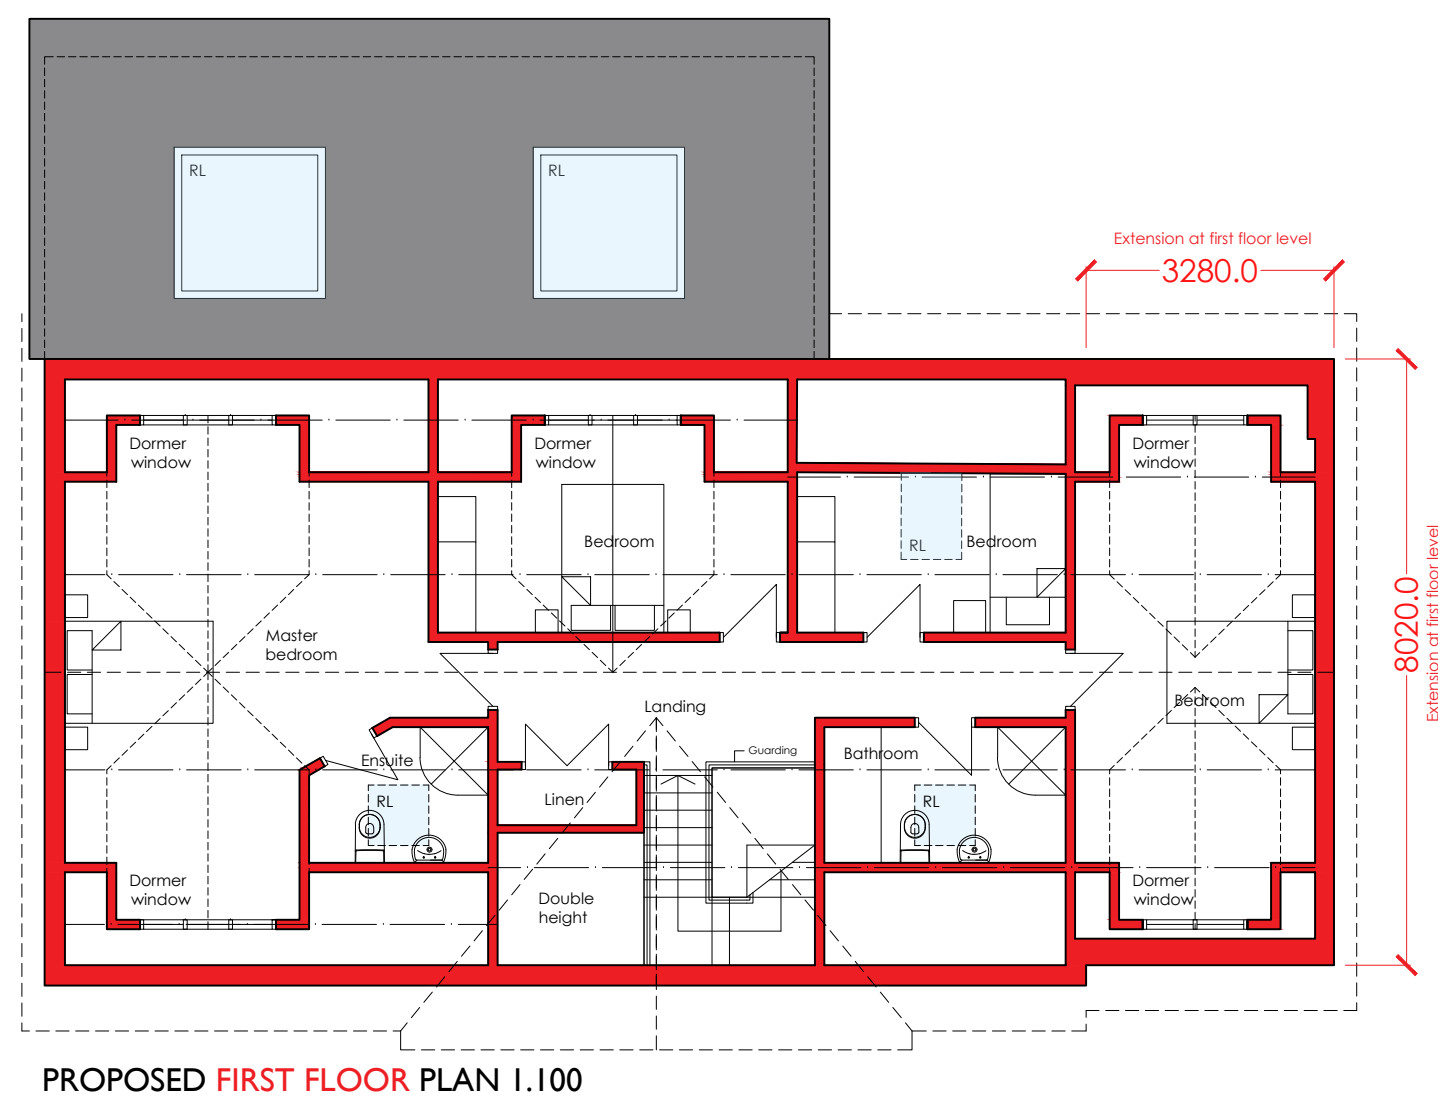 RL
RL
Extension at first floor level
3280.0
Dormer
window
Dormer
window
Dormer
window
Bedroom
RL
Bedroom
8020.0
Extension at first floor level
Master
bedroom
Bedroom
Landing
Guarding
Ensuite
Bathroom
RL
Linen
RL
Dormer
window
Double
height
Dormer
window
PROPOSED FIRST FLOOR PLAN 1.100